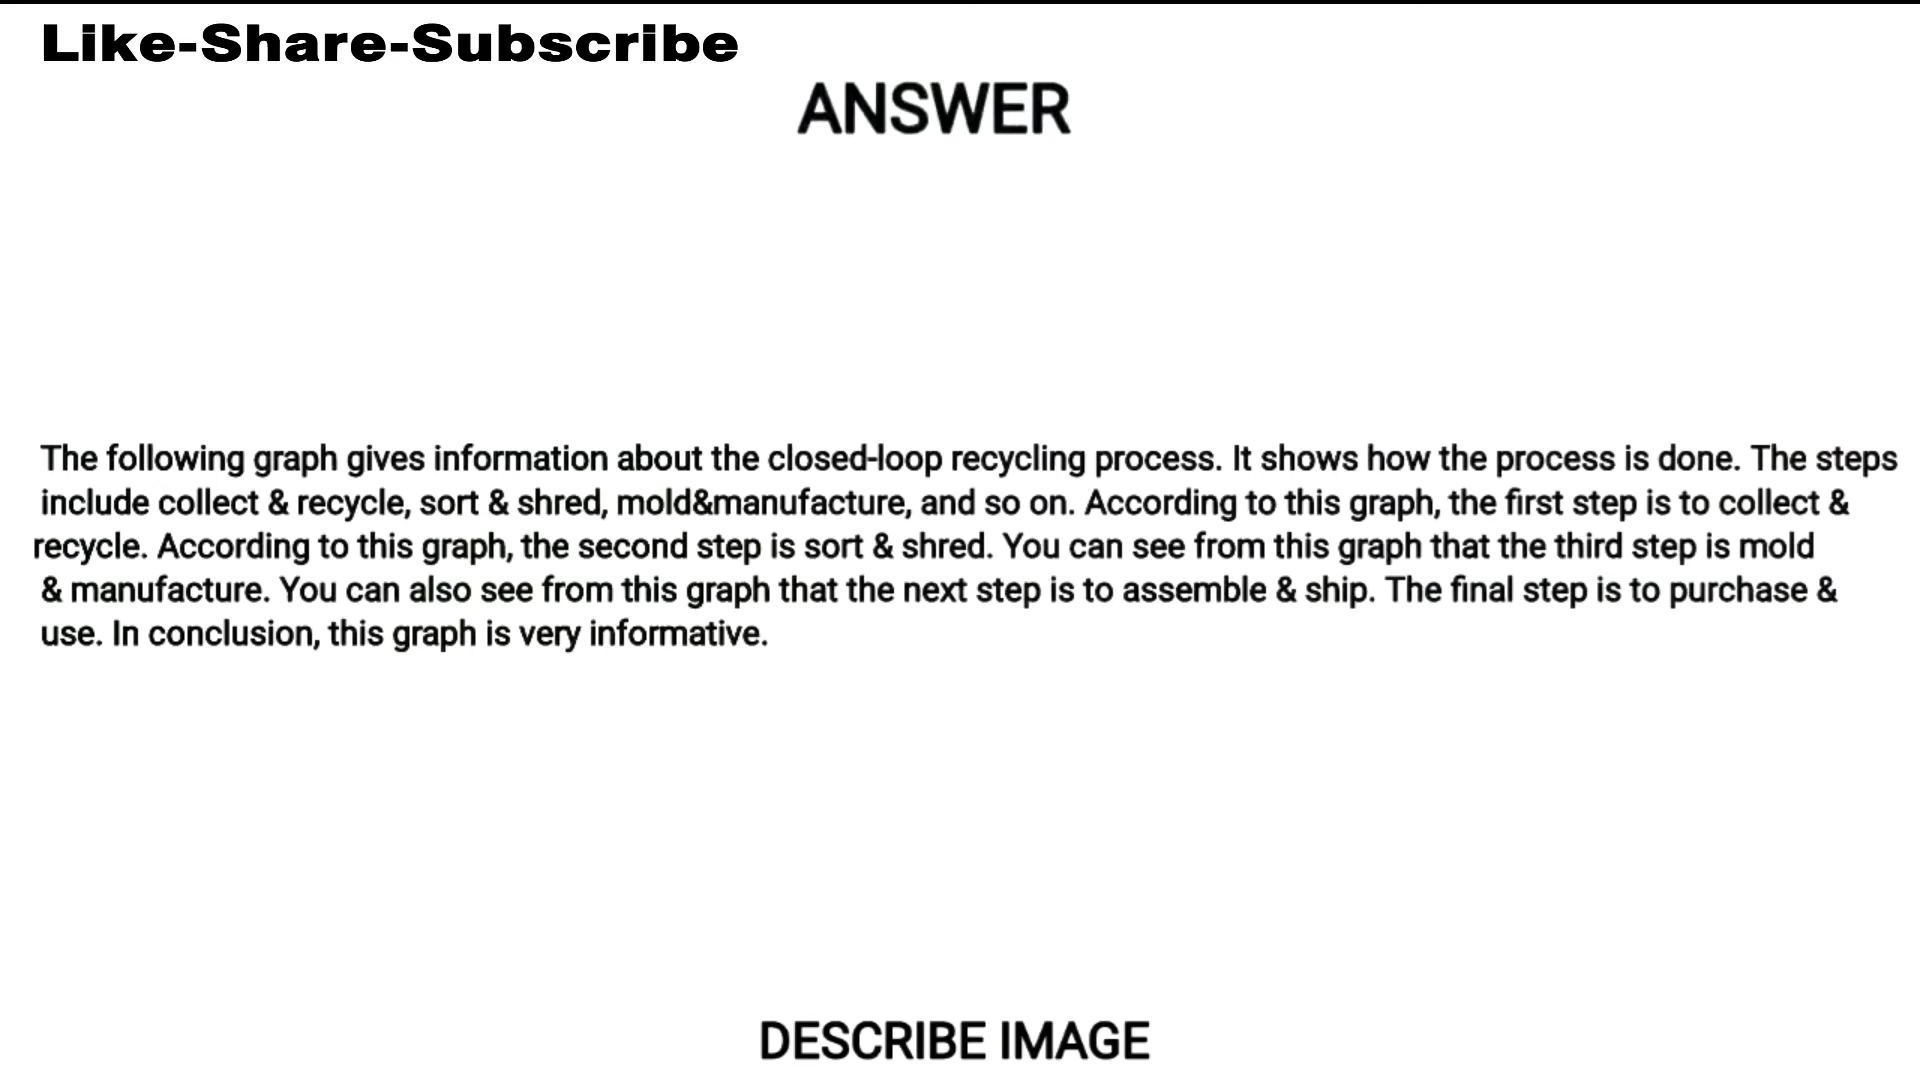 Like-Share-Subscribe
ANSWER
The following graph gives information about the closed-loop recycling process. It shows how the process is done. The steps
include collect & recycle, sort & shred, mold&manufacture, and so on. According to this graph, the first step is to collect &
recycle. According to this graph, the second step is sort & shred. You can see from this graph that the third step is mold
& manufacture. You can also see from this graph that the next step is to assemble & ship. The final step is to purchase &
use. In conclusion, this graph is very informative.
DESCRIBE IMAGE